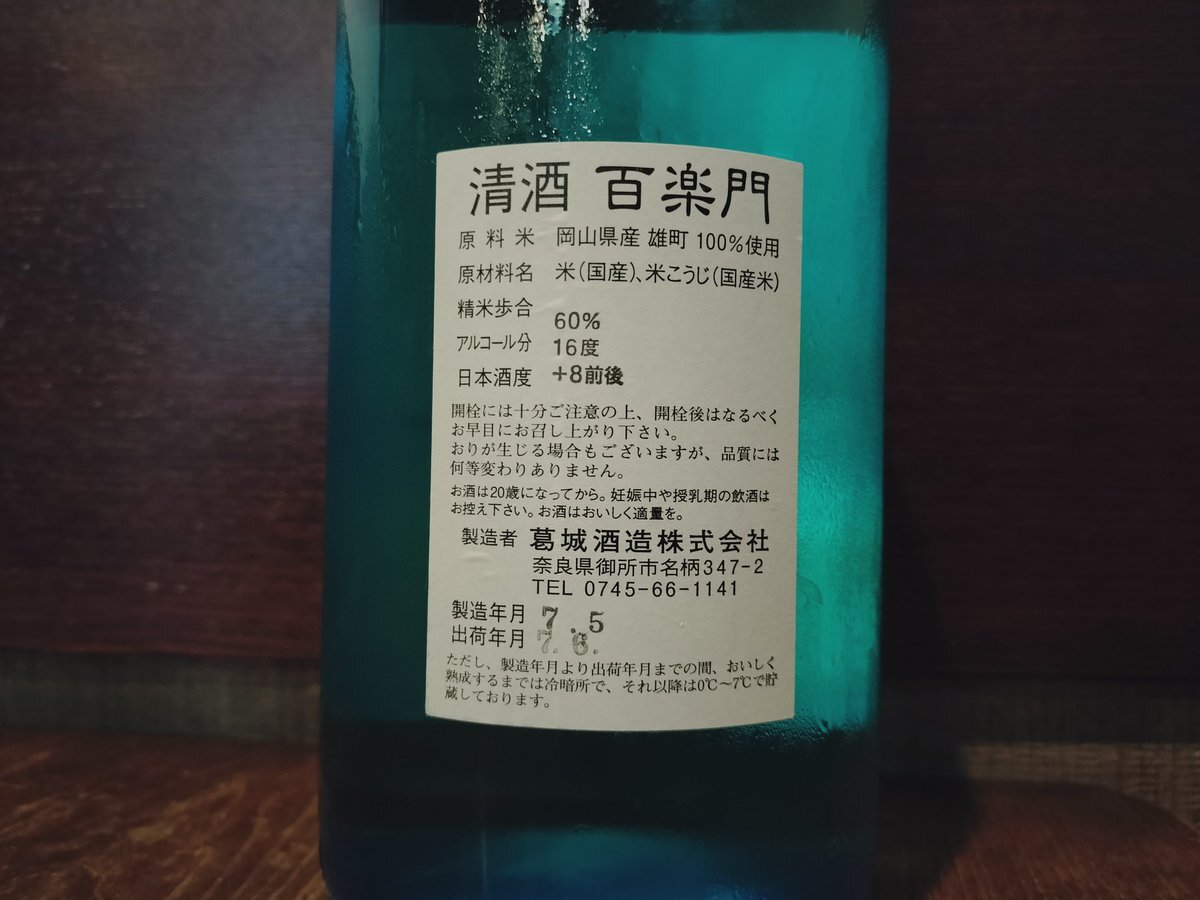 清酒 百楽門
原料米 岡山県産 雄町 100%使用
原材料名 米(国産)、米こうじ(国産米)
精米歩合 60%
アルコール分 16度
日本酒度 +8前後
開栓には十分ご注意の上、開栓後はなるべく
お早目にお召し上がり下さい。
おりが生じる場合もございますが、品質には
何等変わりありません。
お酒は20歳になってから。妊娠中や授乳期の飲酒は
お控え下さい。お酒はおいしく適量を。
製造者 葛城酒造株式会社
奈良県御所市名柄347-2
TEL 0745-66-1141
製造年月 7.5
出荷年月 7.6.
ただし、製造年月より出荷年月までの間、おいしく
熟成するまでは冷暗所で、それ以降は0℃～7℃で貯
蔵しております。